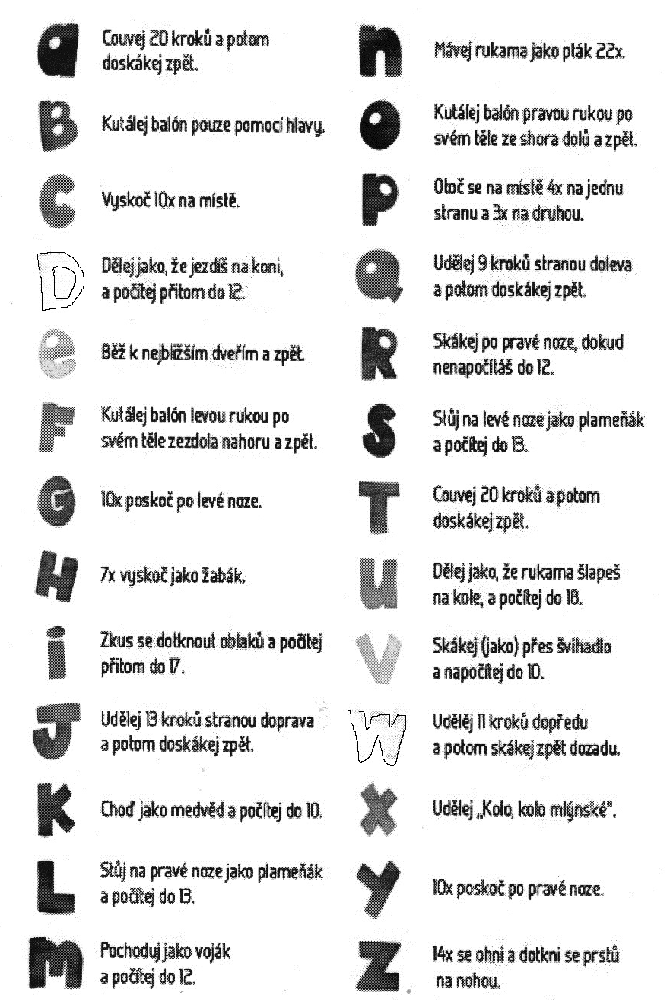 a
Couvej 20 kroků a potom
doskákej zpět.
B
Kutálej balón pouze pomocí hlavy.
C
Vyskoč 10x na místě.
D
Dělej jako, že jezdíš na koni,
a počítej přitom do 12.
e
Běž k nejbližším dveřím a zpět.
F
Kutálej balón levou rukou po
svém těle zezdola nahoru a zpět.
G
10x poskoč po levé noze.
H
7x vyskoč jako žabák.
i
Zkus se dotknout oblaků a počítej
přitom do 17.
J
Udělej 13 kroků stranou doprava
a potom doskákej zpět.
K
Choď jako medvěd a počítej do 10.
L
Stůj na pravé noze jako plameňák
a počítej do 13.
m
Pochoduj jako voják
a počítej do 12.
n
Mávej rukama jako pták 22x.
O
Kutálej balón pravou rukou po
svém těle ze shora dolů a zpět.
P
Otoč se na místě 4x na jednu
stranu a 3x na druhou.
Q
Udělej 9 kroků stranou doleva
a potom doskákej zpět.
R
Skákej po pravé noze, dokud
nenapočítáš do 12.
S
Stůj na levé noze jako plameňák
a počítej do 13.
T
Couvej 20 kroků a potom
doskákej zpět.
u
Dělej jako, že rukama šlapeš
na kole, a počítej do 18.
V
Skákej (jako) přes švihadlo
a napočítej do 10.
W
Uděléj 11 kroků dopředu
a potom skákej zpět dozadu.
X
Udělej „Kolo, kolo mlýnské".
Y
10x poskoč po pravé noze.
Z
14x se ohni a dotkni se prstů
na nohou.